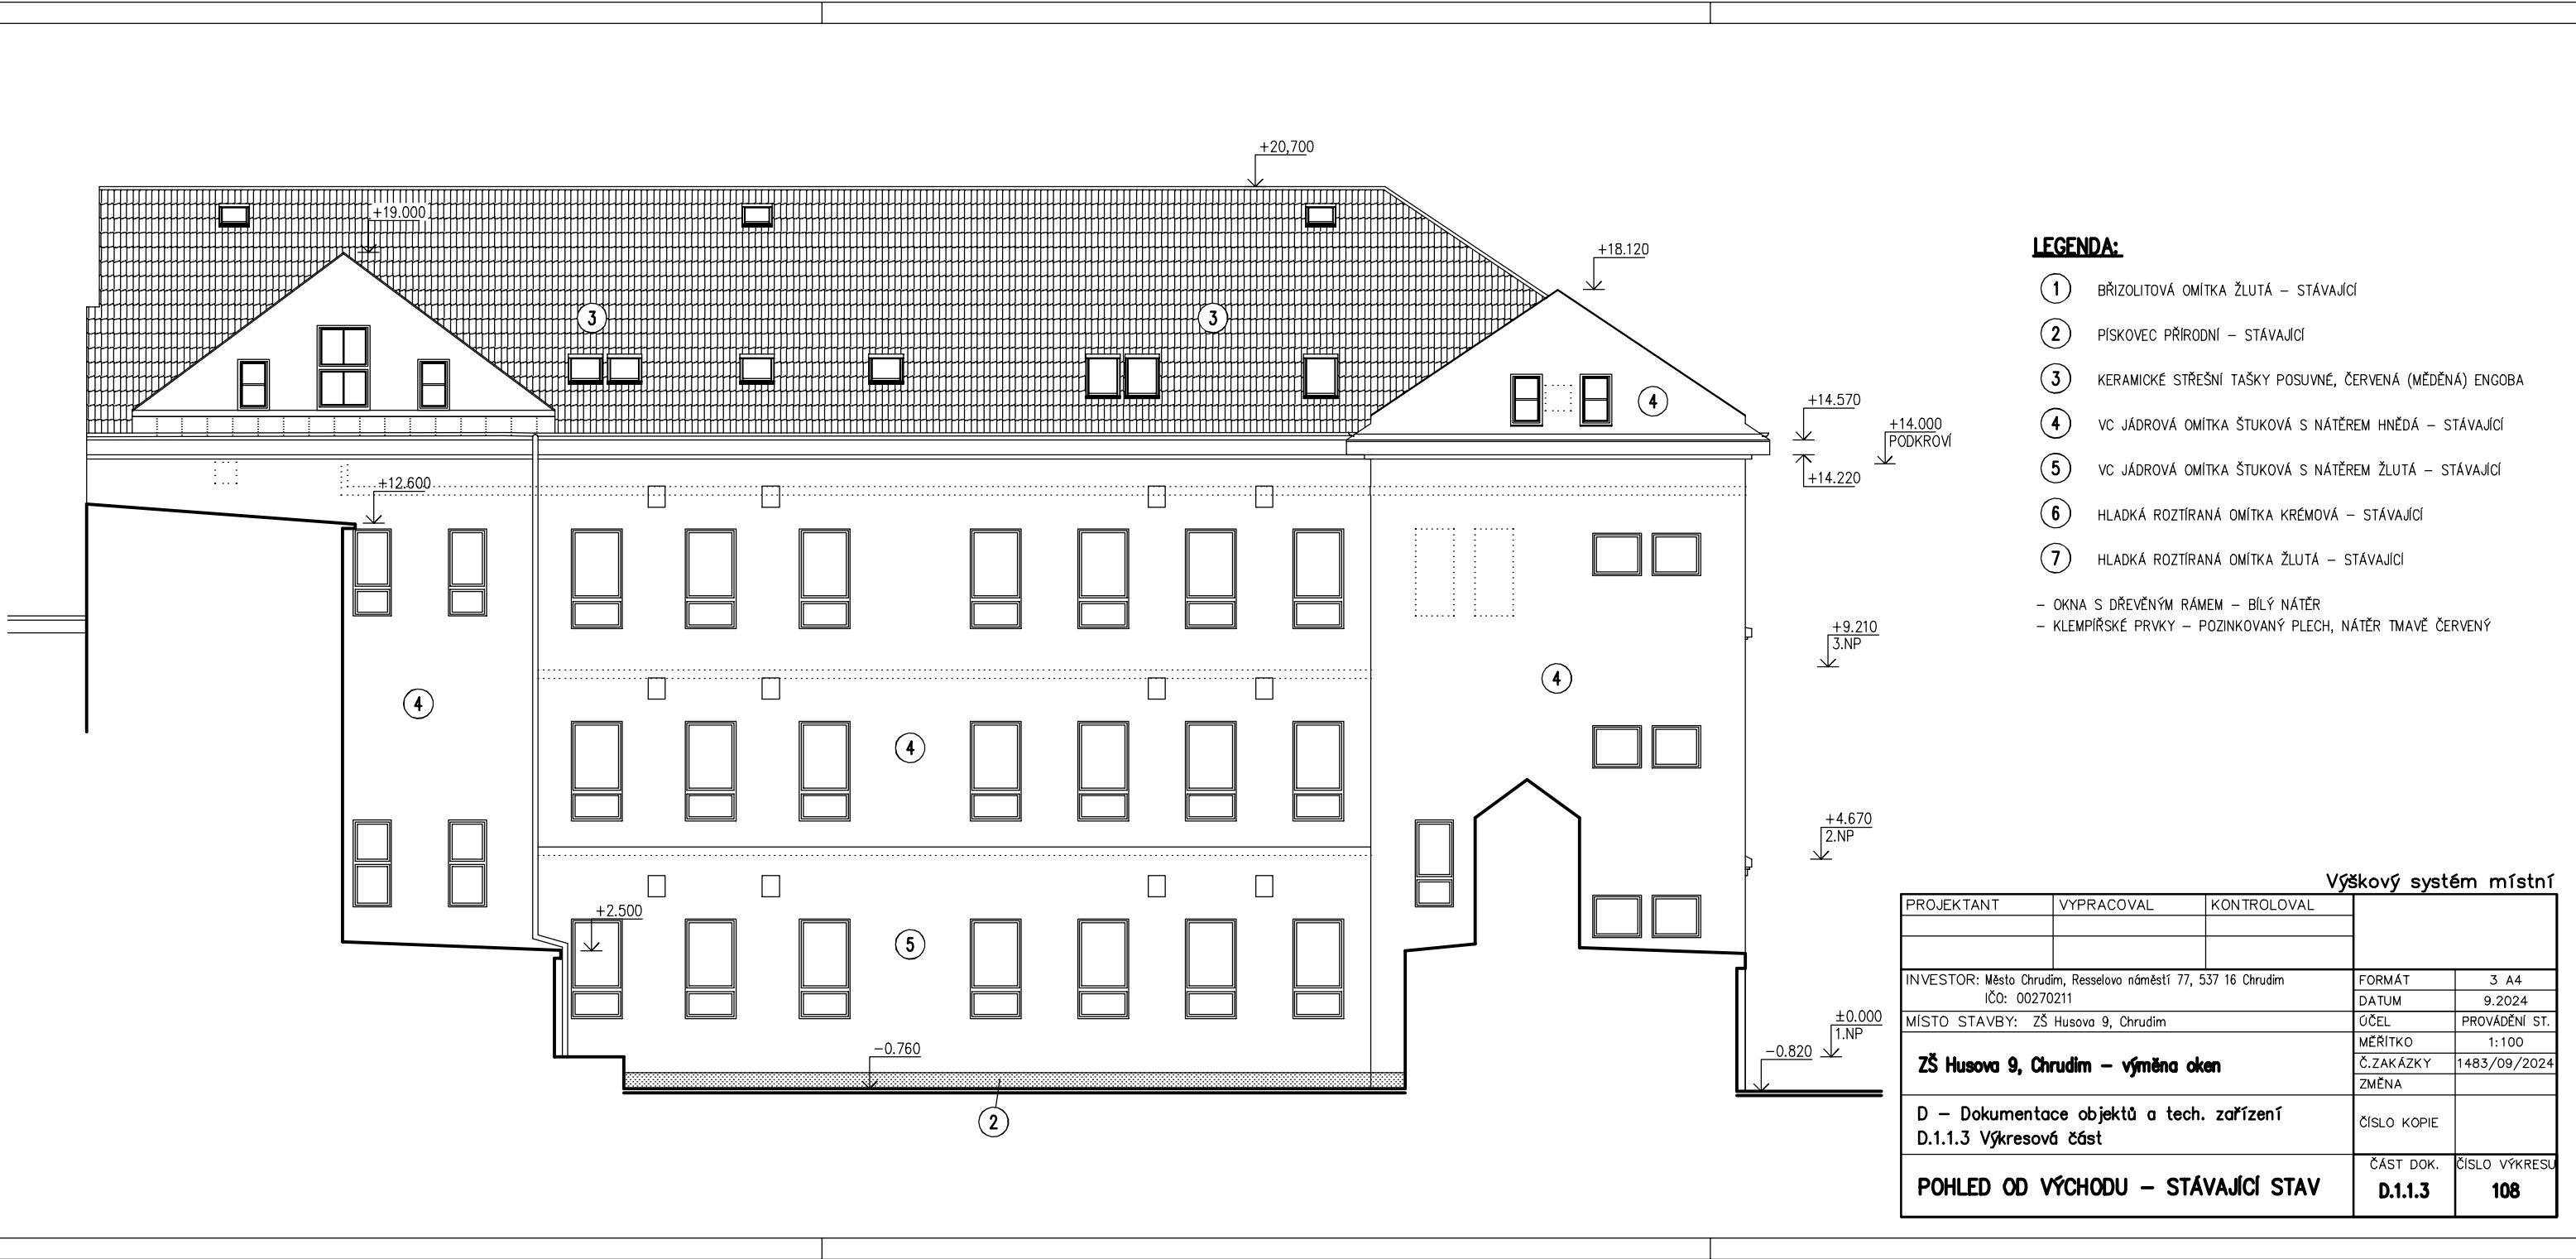 +20,700
+19.000
+18.120
3
3
4
+14.570
+14.000
PODKROVÍ
+14.220
+12.600
+9.210
3.NP
4
4
4
+4.670
2.NP
+2.500
5
±0.000
1.NP
-0.760
-0.820
2
LEGENDA:
1 BŘIZOLITOVÁ OMÍTKA ŽLUTÁ – STÁVAJÍCÍ
2 PÍSKOVEC PŘÍRODNÍ – STÁVAJÍCÍ
3 KERAMICKÉ STŘEŠNÍ TAŠKY POSUVNÉ, ČERVENÁ (MĚDĚNÁ) ENGOBA
4 VC JÁDROVÁ OMÍTKA ŠTUKOVÁ S NÁTĚREM HNĚDÁ – STÁVAJÍCÍ
5 VC JÁDROVÁ OMÍTKA ŠTUKOVÁ S NÁTĚREM ŽLUTÁ – STÁVAJÍCÍ
6 HLADKÁ ROZTÍRANÁ OMÍTKA KRÉMOVÁ – STÁVAJÍCÍ
7 HLADKÁ ROZTÍRANÁ OMÍTKA ŽLUTÁ – STÁVAJÍCÍ
– OKNA S DŘEVĚNÝM RÁMEM – BÍLÝ NÁTĚR
– KLEMPÍŘSKÉ PRVKY – POZINKOVANÝ PLECH, NÁTĚR TMAVĚ ČERVENÝ
Výškový systém místní
PROJEKTANT VYPRACOVAL KONTROLOVAL
INVESTOR: Město Chrudim, Resselovo náměstí 77, 537 16 Chrudim
IČO: 00270211
MÍSTO STAVBY: ZŠ Husova 9, Chrudim
ZŠ Husova 9, Chrudim – výměna oken
D – Dokumentace objektů a tech. zařízení
D.1.1.3 Výkresová část
POHLED OD VÝCHODU – STÁVAJÍCÍ STAV
FORMÁT 3 A4
DATUM 9.2024
ÚČEL PROVÁDĚNÍ ST.
MĚŘÍTKO 1:100
Č.ZAKÁZKY 1483/09/2024
ZMĚNA
ČÍSLO KOPIE
ČÁST DOK. ČÍSLO VÝKRESU
D.1.1.3 108